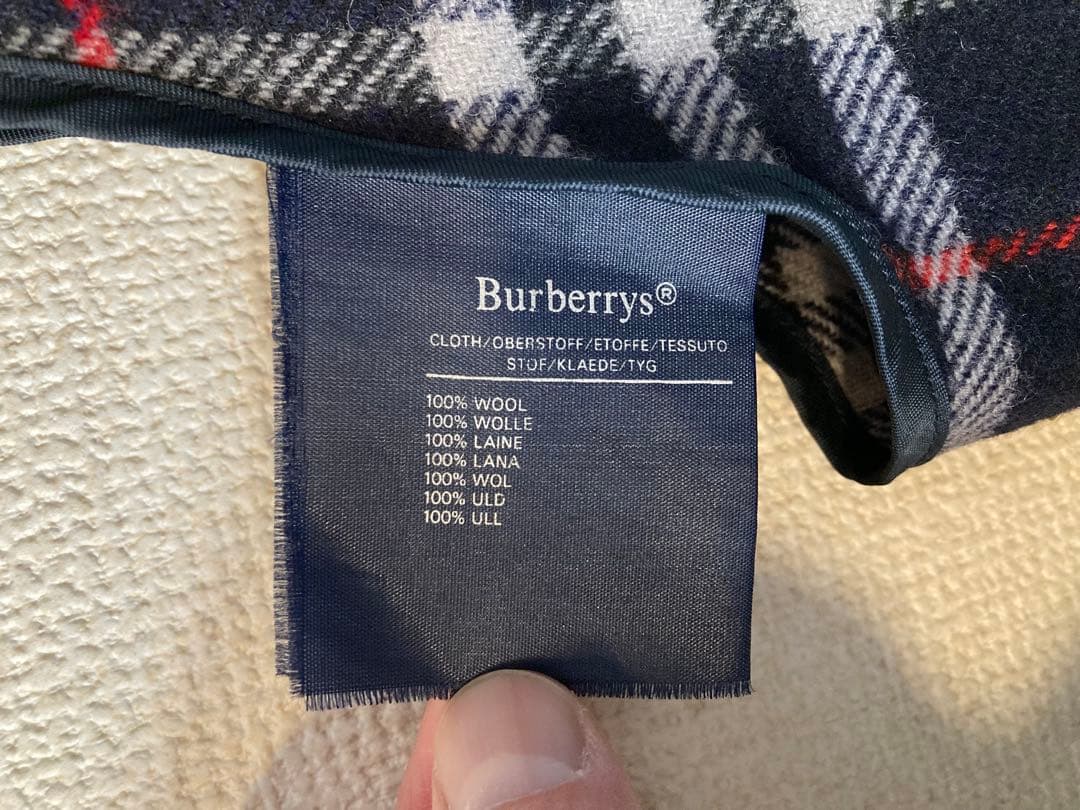 Burberrys®
CLOTH/OBERSTOFF/ETOFFE/TESSUTO
STOF/KLAEDE/TYG
100% WOOL
100% WOLLE
100% LAINE
100% LANA
100% WOL
100% ULD
100% ULL